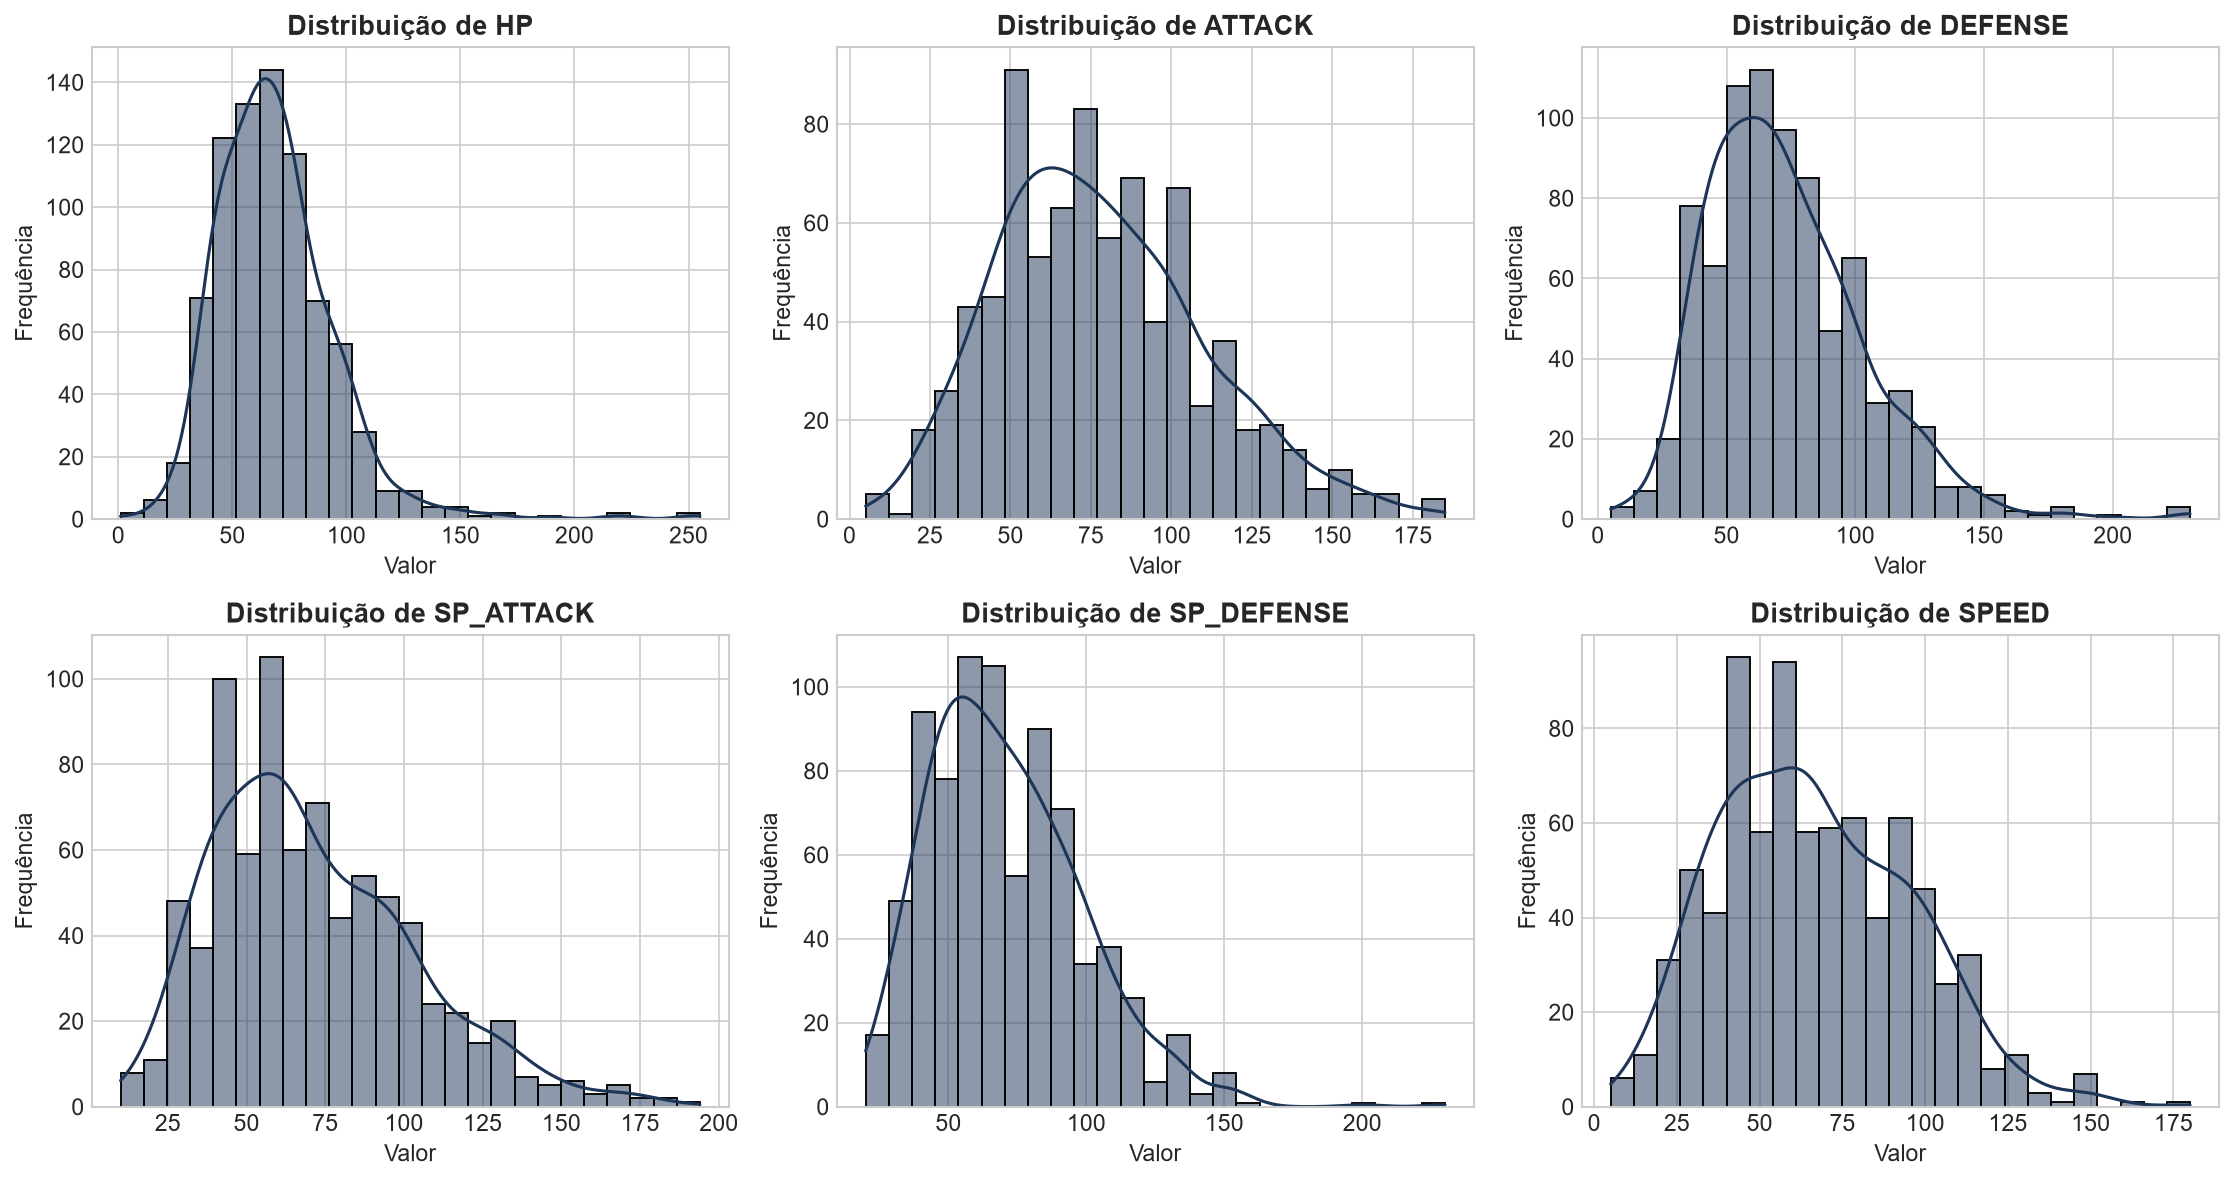 Distribuição de HP
Frequência
140
120
100
80
60
40
20
0
0 50 100 150 200 250
Valor
Distribuição de ATTACK
Frequência
80
60
40
20
0
0 25 50 75 100 125 150 175
Valor
Distribuição de DEFENSE
Frequência
100
80
60
40
20
0
0 50 100 150 200
Valor
Distribuição de SP_ATTACK
Frequência
100
80
60
40
20
0
25 50 75 100 125 150 175 200
Valor
Distribuição de SP_DEFENSE
Frequência
100
80
60
40
20
0
50 100 150 200
Valor
Distribuição de SPEED
Frequência
80
60
40
20
0
0 25 50 75 100 125 150 175
Valor